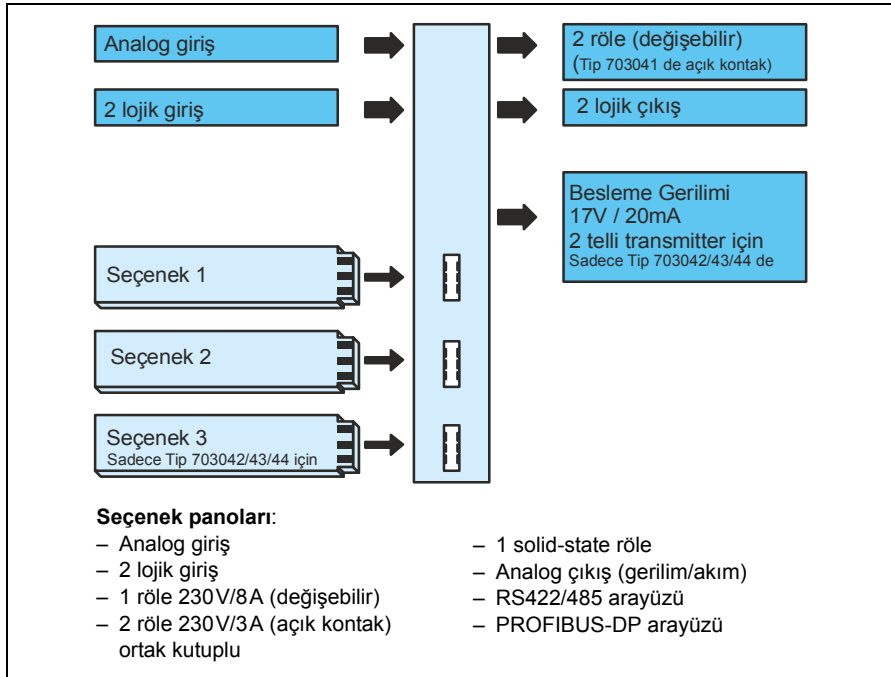 Analog giriş
2 röle (değişebilir)
(Tip 703041 de açık kontak)
2 lojik giriş
2 lojik çıkış
Besleme Gerilimi
17V / 20mA
2 telli transmitter için
Sadece Tip 703042/43/44 de
Seçenek 1
Seçenek 2
Seçenek 3
Sadece Tip 703042/43/44 için
Seçenek panoları:
– Analog giriş
– 2 lojik giriş
– 1 röle 230V/8A (değişebilir)
– 2 röle 230V/3A (açık kontak)
ortak kutuplu
– 1 solid-state röle
– Analog çıkış (gerilim/akım)
– RS422/485 arayüzü
– PROFIBUS-DP arayüzü